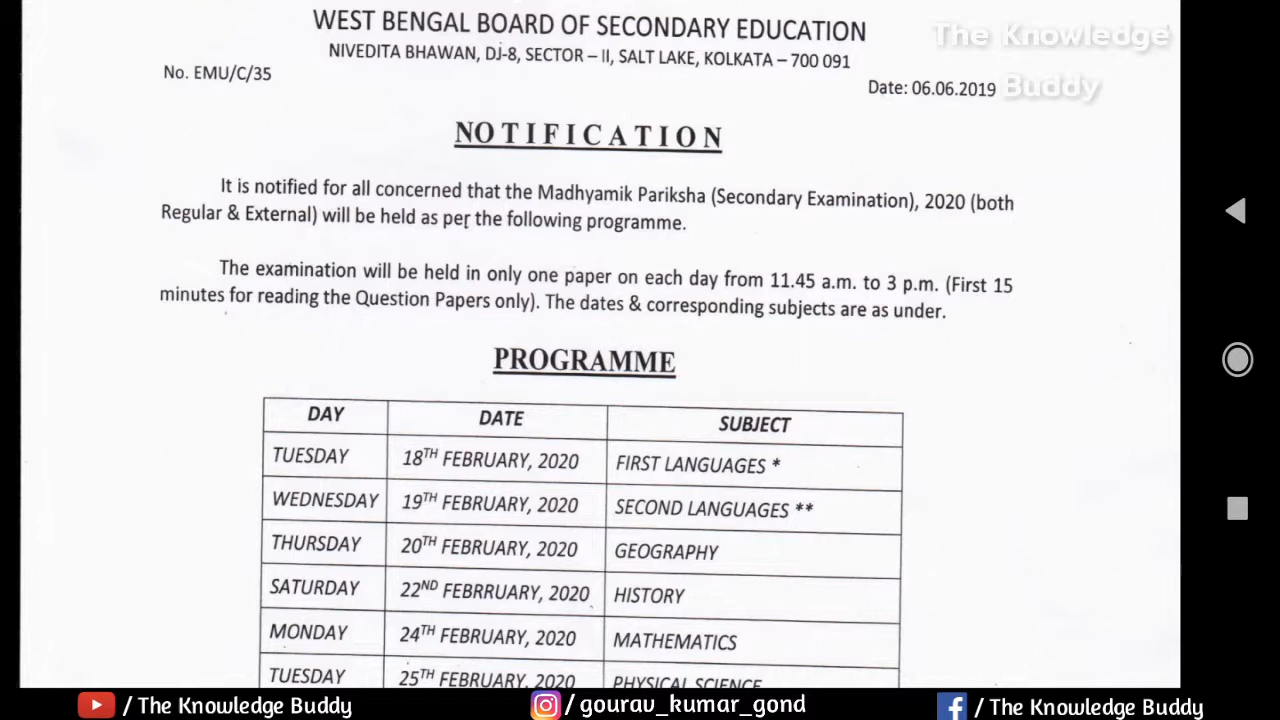 WEST BENGAL BOARD OF SECONDARY EDUCATION
The Knowledge
Buddy
NIVEDITA BHAWAN, DJ-8, SECTOR – II, SALT LAKE, KOLKATA – 700 091
No. EMU/C/35
Date: 06.06.2019
NOTIFICATION
It is notified for all concerned that the Madhyamik Pariksha (Secondary Examination), 2020 (both
Regular & External) will be held as per the following programme.
The examination will be held in only one paper on each day from 11.45 a.m. to 3 p.m. (First 15
minutes for reading the Question Papers only). The dates & corresponding subjects are as under.
PROGRAMME
DAY DATE SUBJECT
TUESDAY 18TH FEBRUARY, 2020 FIRST LANGUAGES *
WEDNESDAY 19TH FEBRUARY, 2020 SECOND LANGUAGES **
THURSDAY 20TH FEBRUARY, 2020 GEOGRAPHY
SATURDAY 22ND FEBRRUARY, 2020 HISTORY
MONDAY 24TH FEBRUARY, 2020 MATHEMATICS
TUESDAY 25TH FEBRUARY, 2020 PHYSICAL SCIENCE
/ The Knowledge Buddy
/ gourav_kumar_gond
/ The Knowledge Buddy